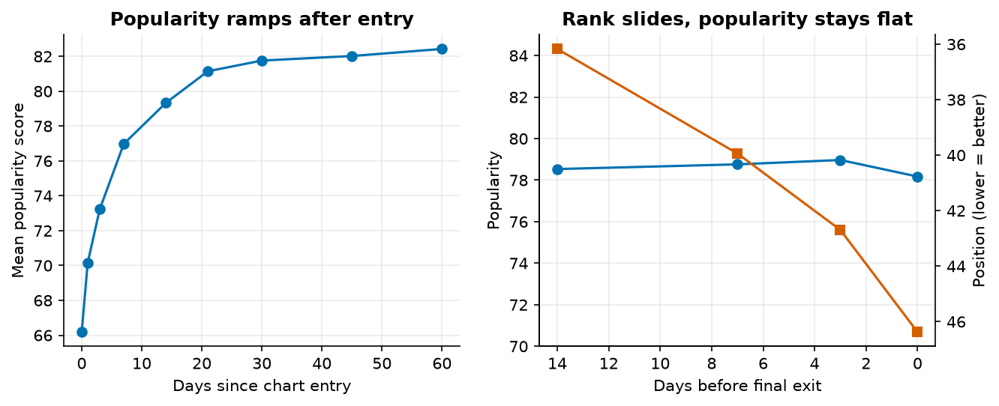 Popularity ramps after entry
Mean popularity score
82
80
78
76
74
72
70
68
66
0 10 20 30 40 50 60
Days since chart entry
Rank slides, popularity stays flat
Popularity
84
82
80
78
76
74
72
70
14 12 10 8 6 4 2 0
Days before final exit
36
38
40
42
44
46
Position (lower = better)